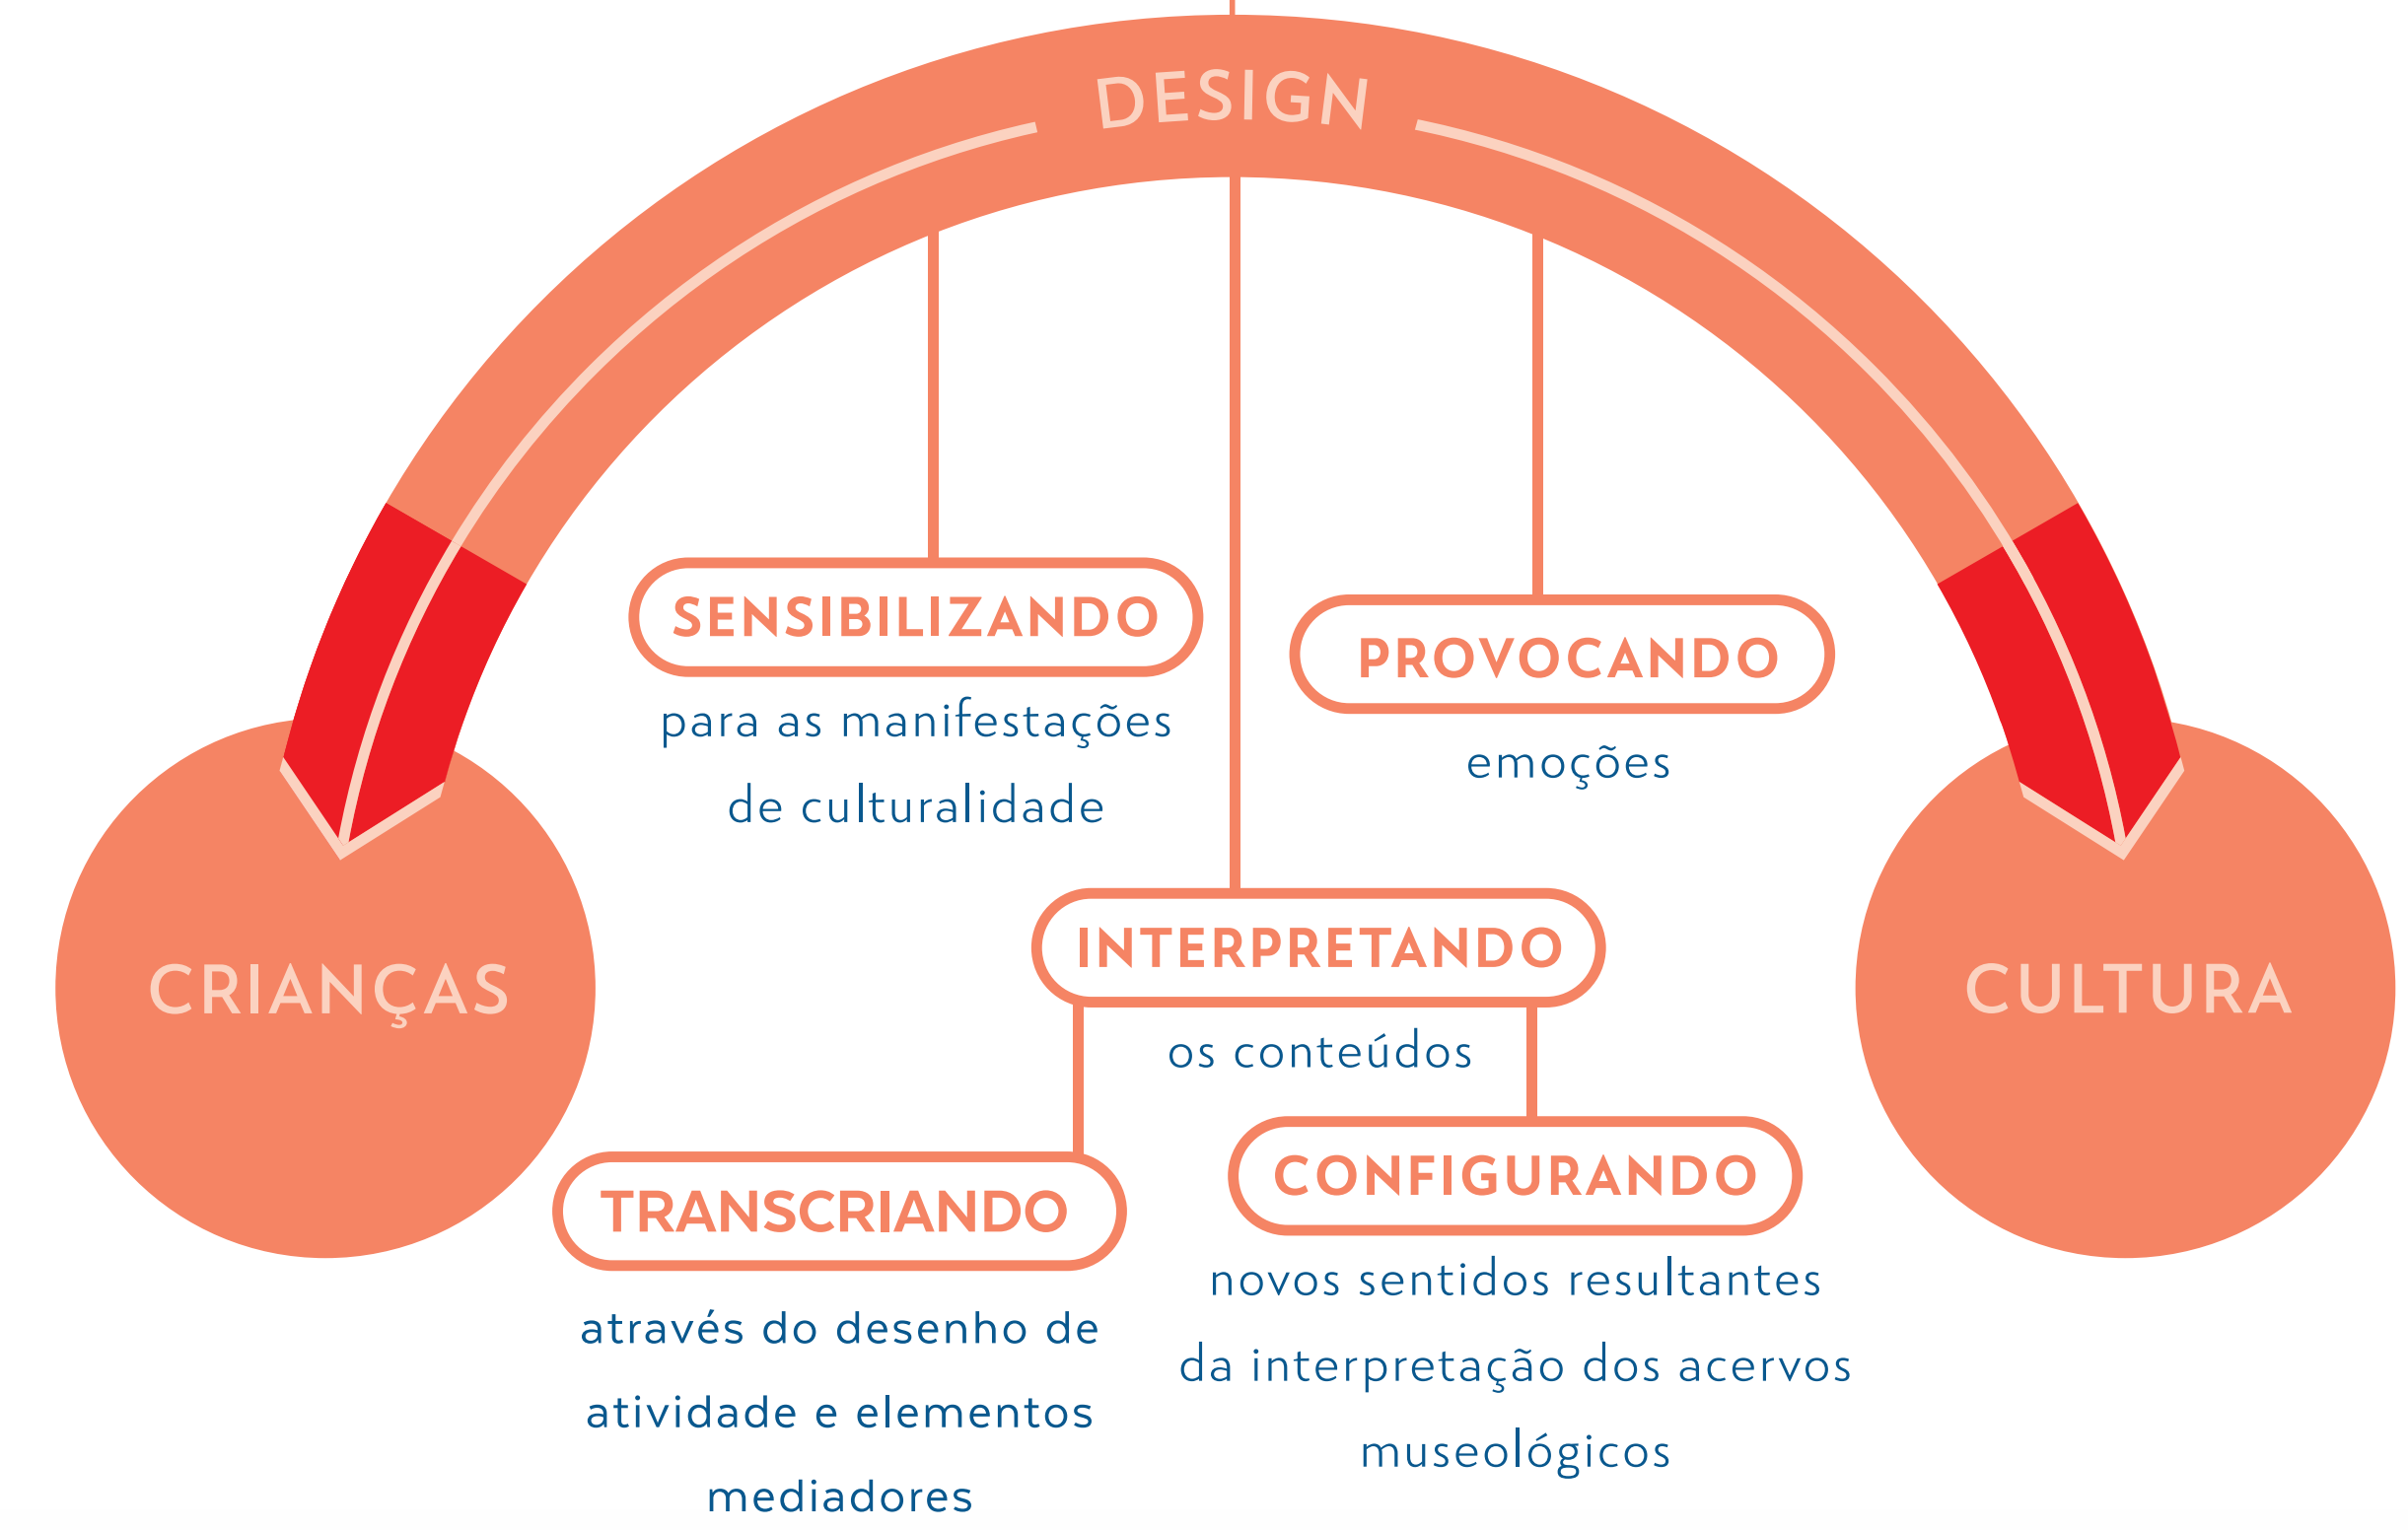 DESIGN
SENSIBILIZANDO
para as manifestações
de culturalidade
PROVOCANDO
emoções
CRIANÇAS
CULTURA
INTERPRETANDO
os conteúdos
TRANSCRIANDO
através do desenho de
atividade e elementos
mediadores
CONFIGURANDO
novos sentidos resultantes
da interpretação dos acervos
museológicos